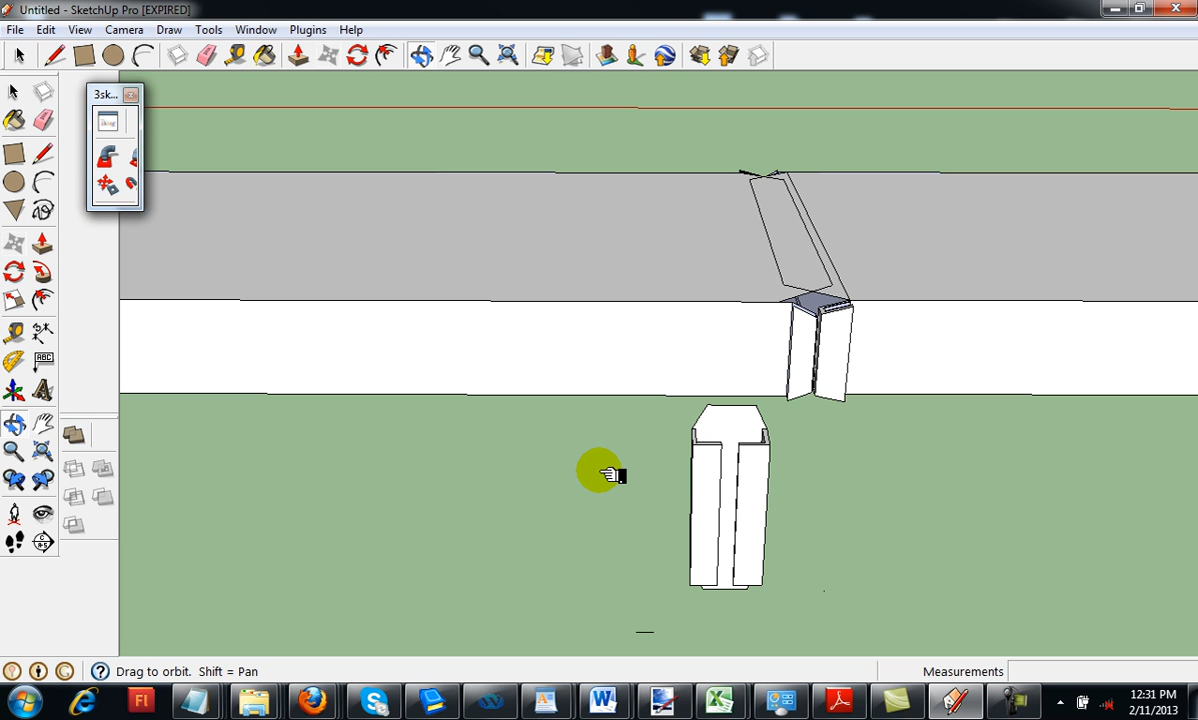 Untitled - SketchUp Pro [EXPIRED]
File Edit View Camera Draw Tools Window Plugins Help
3sk...
ABC
Drag to orbit. Shift = Pan
Measurements
12:31 PM
2/11/2013